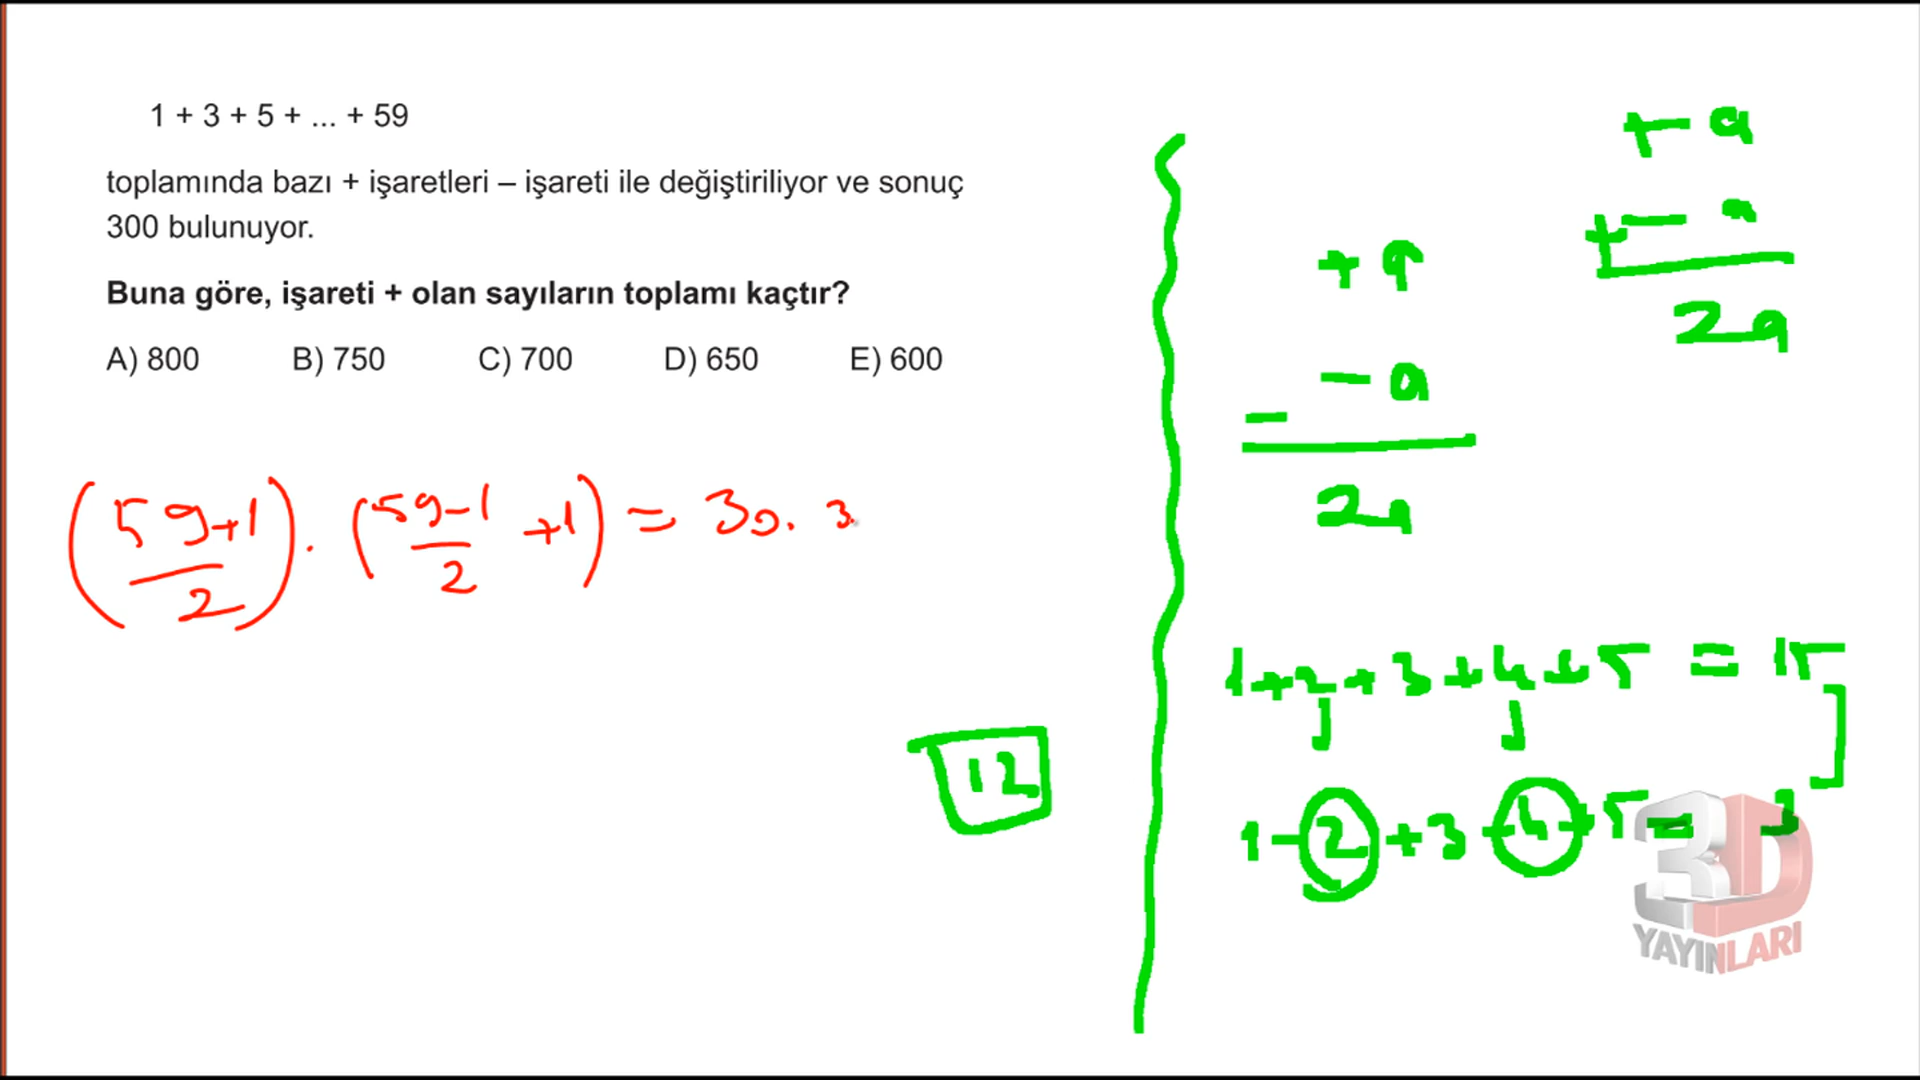 1 + 3 + 5 + ... + 59
toplamında bazı + işaretleri – işareti ile değiştiriliyor ve sonuç
300 bulunuyor.
Buna göre, işareti + olan sayıların toplamı kaçtır?
A) 800 B) 750 C) 700 D) 650 E) 600
(59+1/2) . (59-1/2 +1) = 30. 3
12
+a
-a
-
2a
+ a
+ - a
2a
1+2+3+4+5 = 15
1-2+3-4+5= 3
3D
YAYINLARI